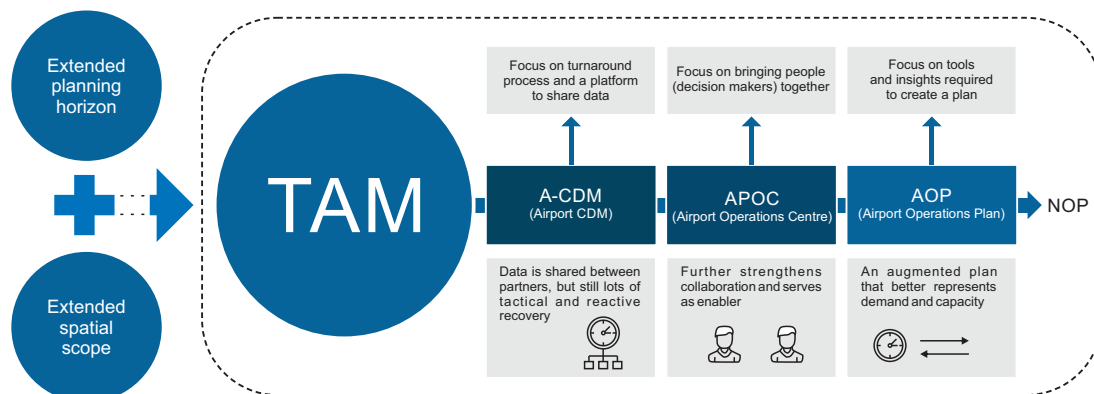 Extended
planning
horizon
Extended
spatial
scope
TAM
Focus on turnaround
process and a platform
to share data
A-CDM
(Airport CDM)
Data is shared between
partners, but still lots of
tactical and reactive
recovery
Focus on bringing people
(decision makers) together
APOC
(Airport Operations Centre)
Further strengthens
collaboration and serves
as enabler
Focus on tools
and insights required
to create a plan
AOP
(Airport Operations Plan)
An augmented plan
that better represents
demand and capacity
NOP